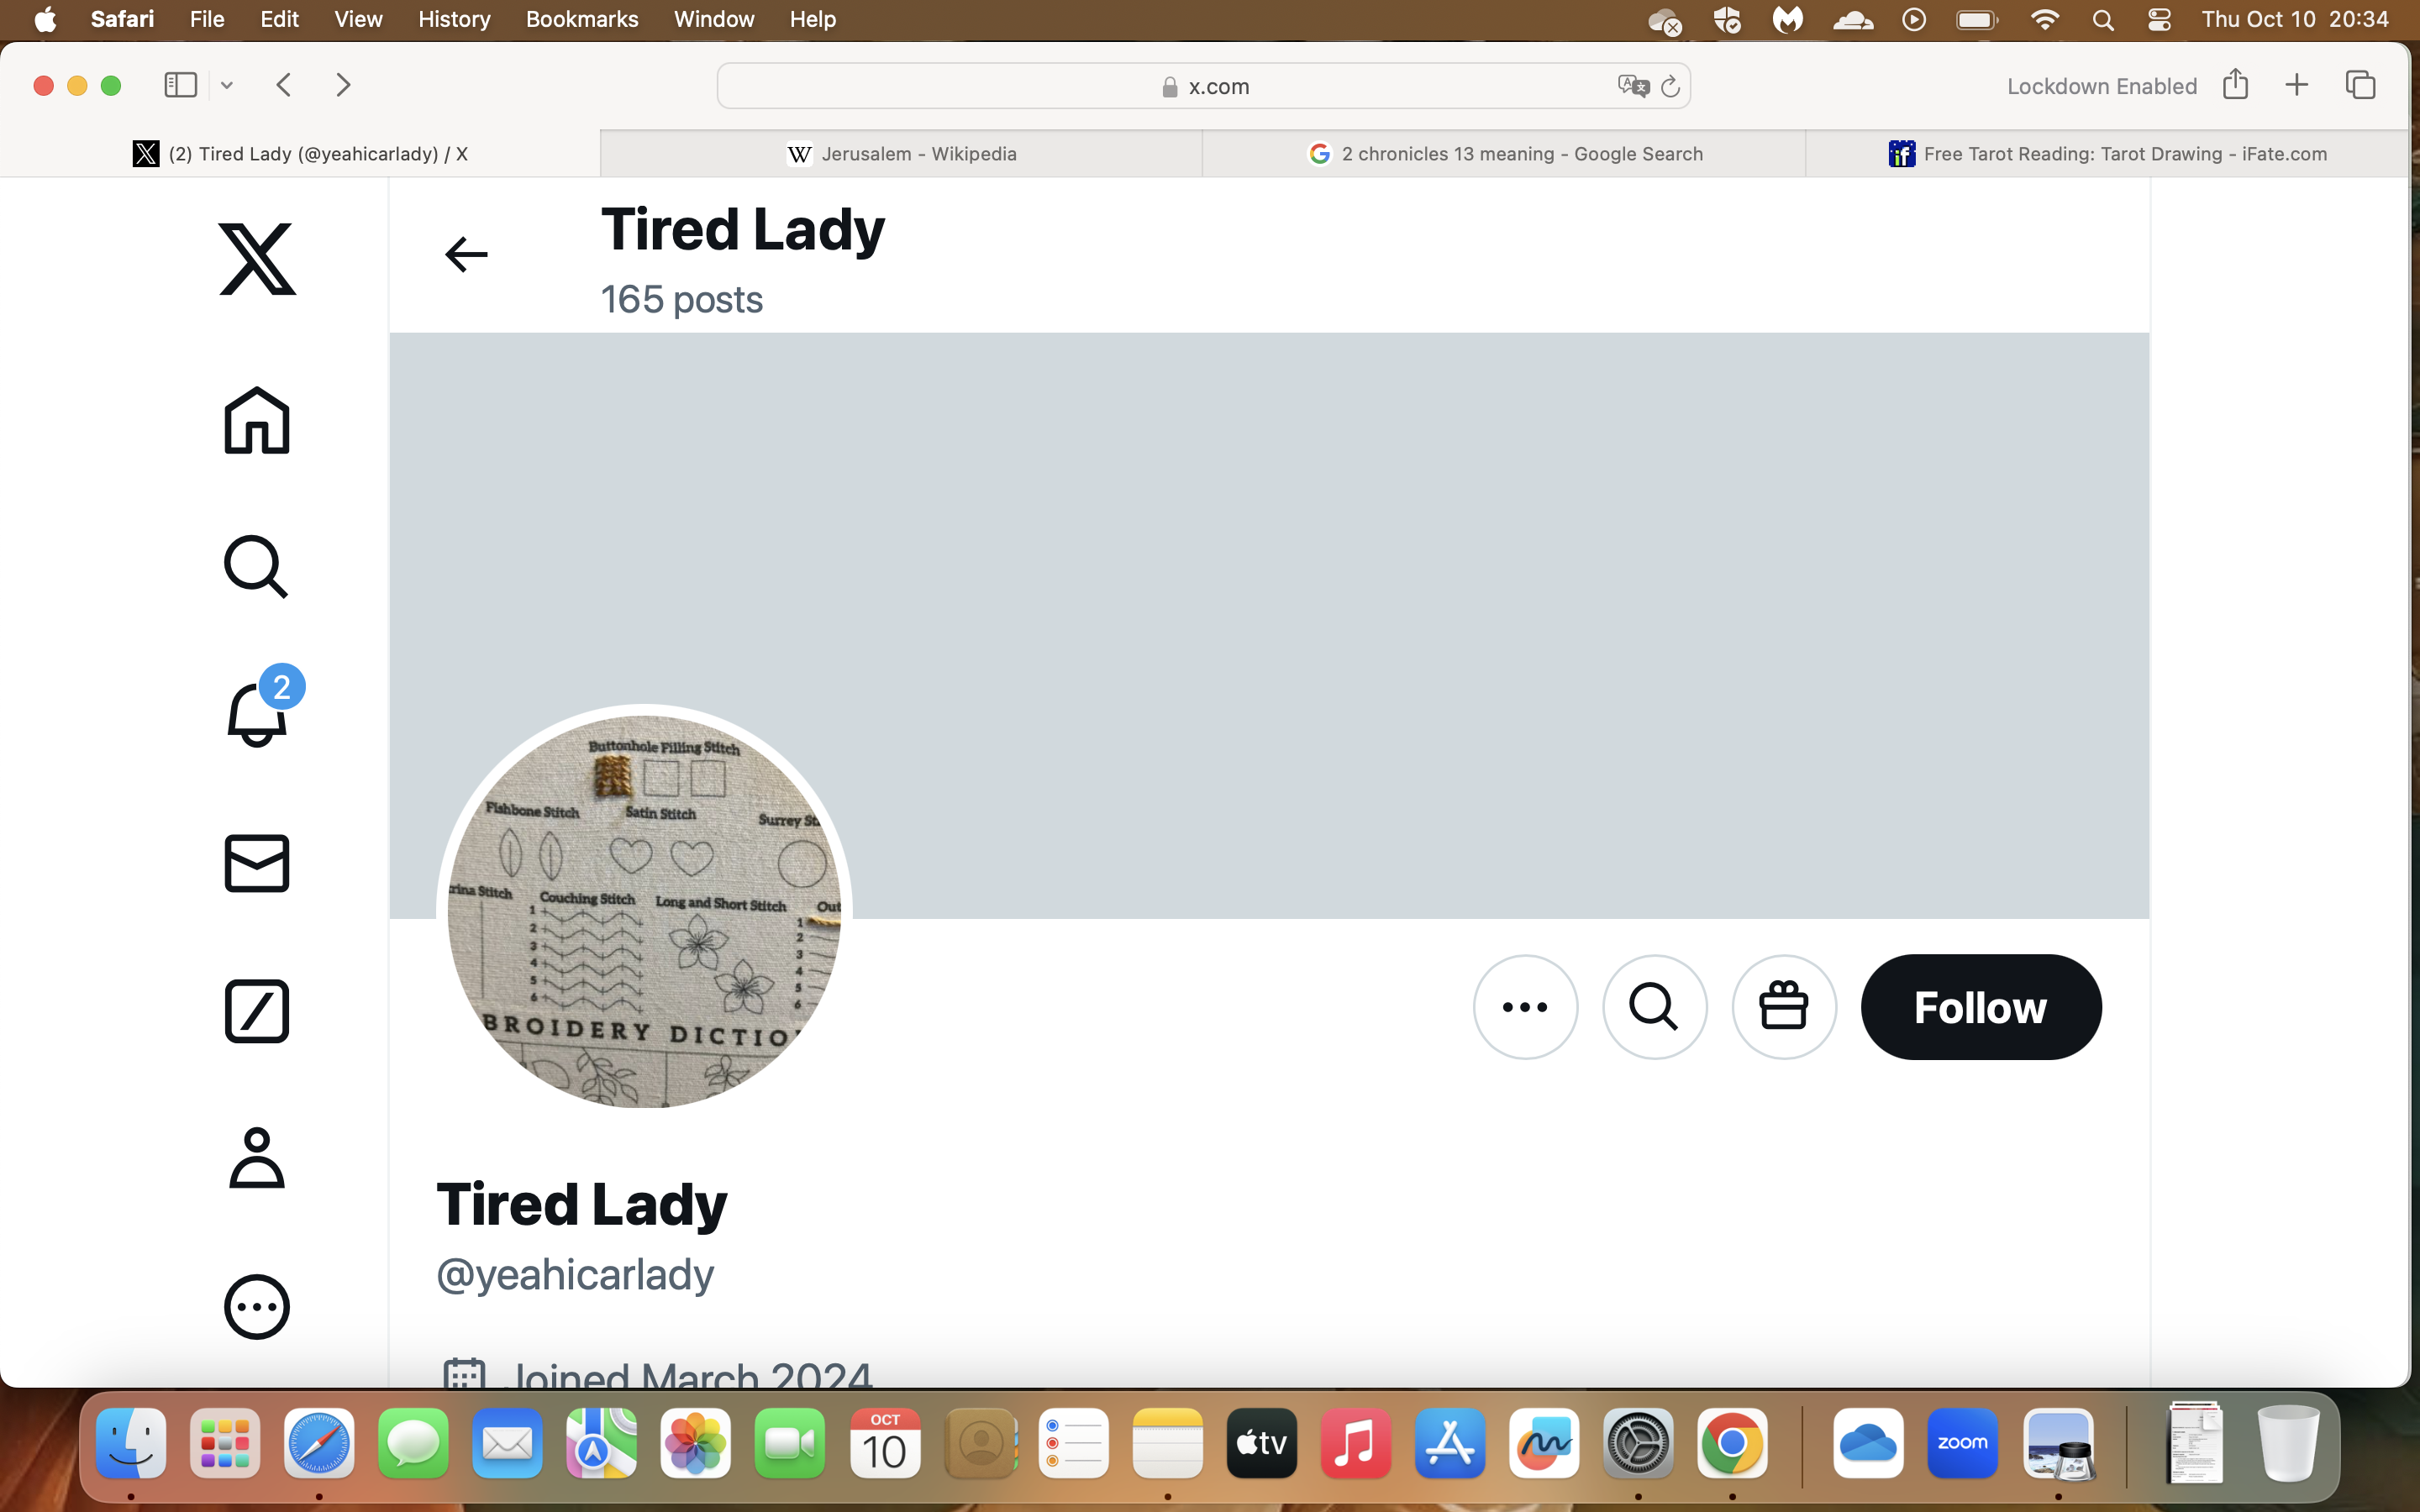 Safari File Edit View History Bookmarks Window Help Thu Oct 10 20:34
x.com Lockdown Enabled
(2) Tired Lady (@yeahicarlady) / X
Jerusalem - Wikipedia
2 chronicles 13 meaning - Google Search
Free Tarot Reading: Tarot Drawing - iFate.com
Tired Lady
165 posts
2
Buttonhole Filling Stitch
Fishbone Stitch Satin Stitch Surrey
rina Stitch Couching Stitch Long and Short Stitch Out
1 1
2 2
3 3
4 4
5 5
6 6
BROIDERY DICTIO
Follow
Tired Lady
@yeahicarlady
Joined March 2024
OCT
10
tv
zoom